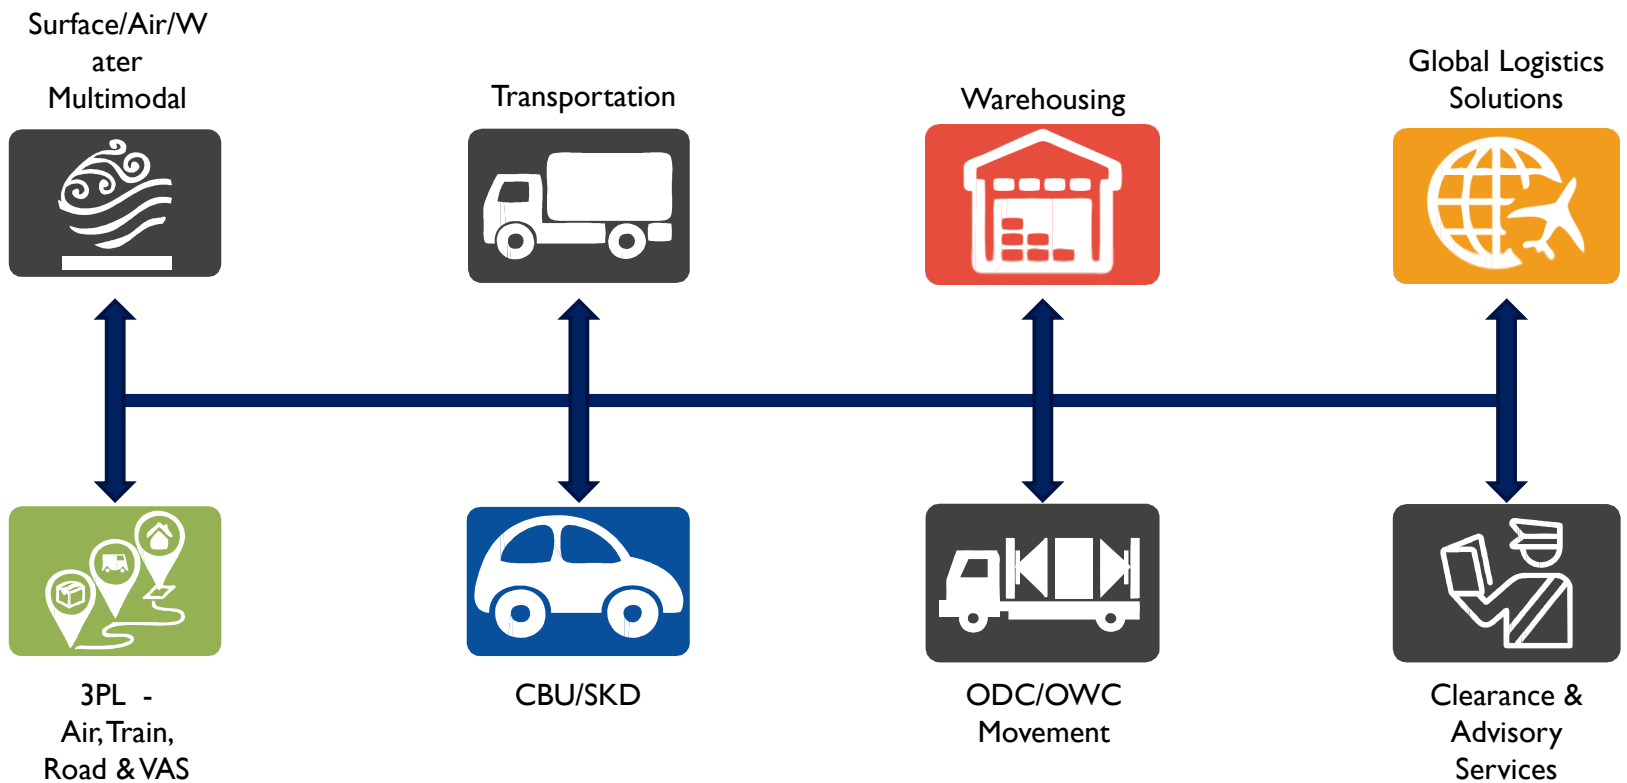 Surface/Air/W
ater
Multimodal
Transportation
Warehousing
Global Logistics
Solutions
3PL -
Air, Train,
Road & VAS
CBU/SKD
ODC/OWC
Movement
Clearance &
Advisory
Services